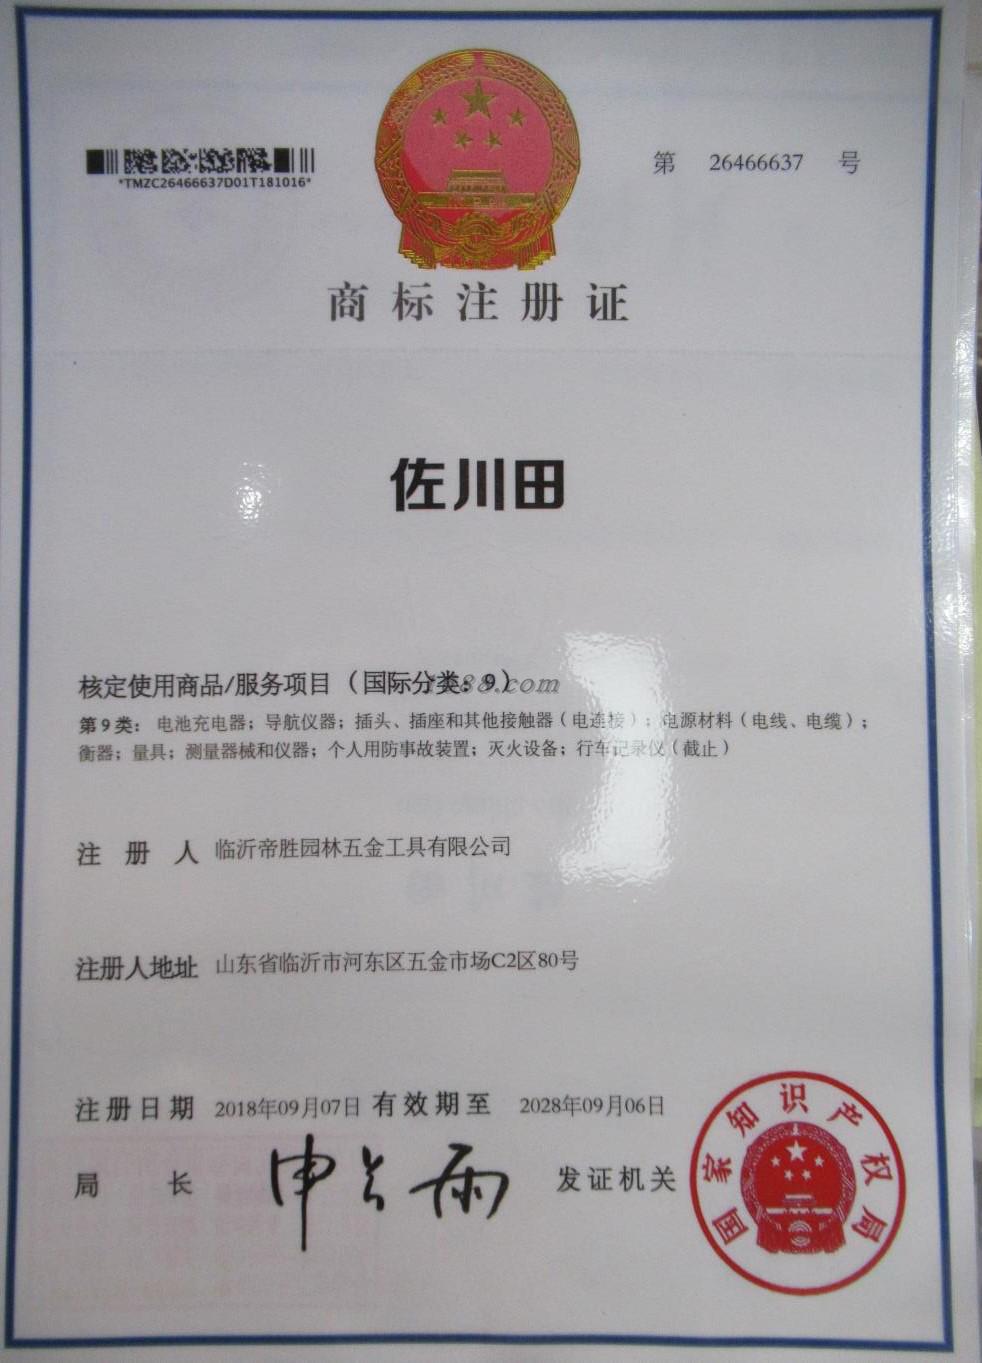 第 26466637 号
*TMZC26466637D01T181016*
商标注册证
佐川田
核定使用商品/服务项目（国际分类：9）
第9类：电池充电器；导航仪器；插头、插座和其他接触器（电连接）；电源材料（电线、电缆）；
衡器；量具；测量器械和仪器；个人用防事故装置；灭火设备；行车记录仪（截止）
注册人 临沂帝胜园林五金工具有限公司
注册人地址 山东省临沂市河东区五金市场C2区80号
注册日期 2018年09月07日 有效期至 2028年09月06日
局长 申长雨 发证机关
国家知识产权局